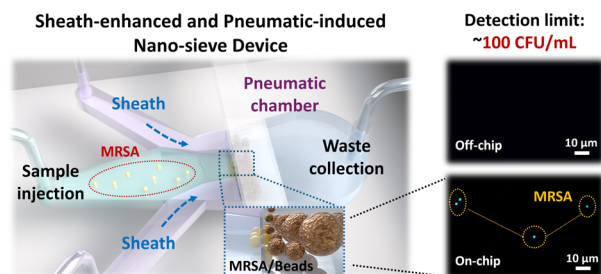 Sheath-enhanced and Pneumatic-induced
Nano-sieve Device
Detection limit:
~100 CFU/mL
Pneumatic
chamber
Sheath
MRSA
Sample
injection
Waste
collection
Sheath
MRSA/Beads
Off-chip
10 μm
MRSA
On-chip
10 μm